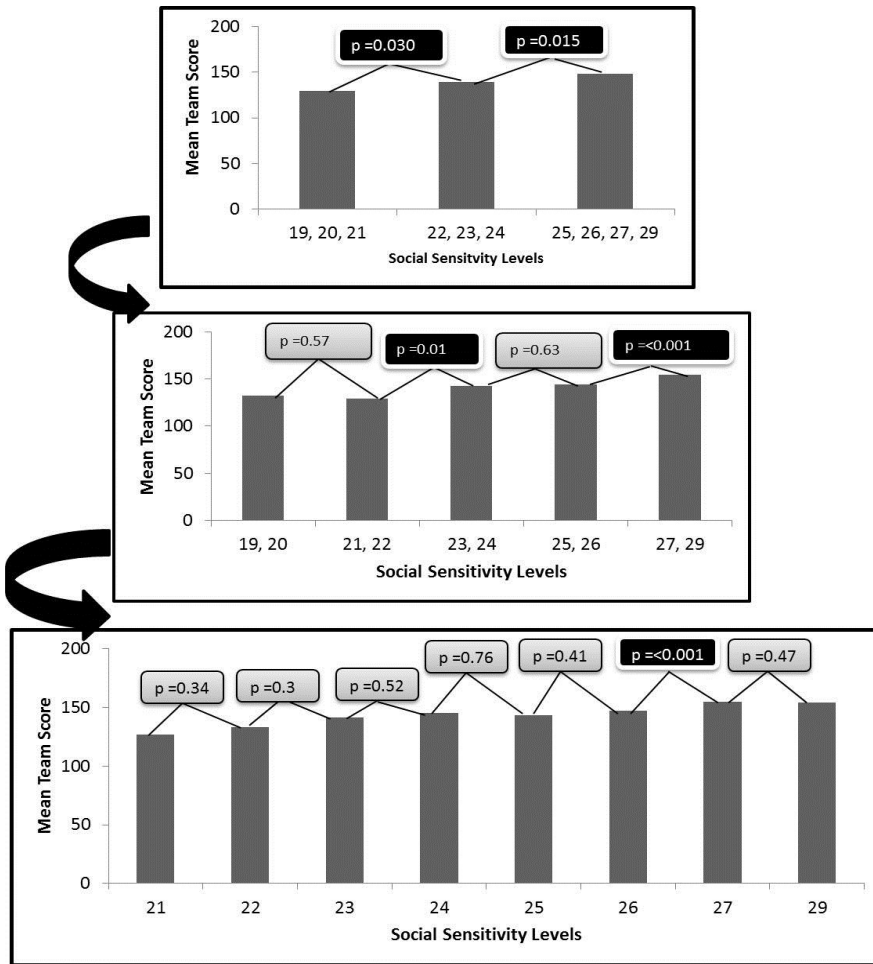 p =0.030
p =0.015
200
150
100
50
0
Mean Team Score
19, 20, 21
22, 23, 24
25, 26, 27, 29
Social Sensitvity Levels
p =0.57
p =0.01
p =0.63
p =<0.001
200
150
100
50
0
Mean Team Score
19, 20
21, 22
23, 24
25, 26
27, 29
Social Sensitivity Levels
p =0.34
p =0.3
p =0.52
p =0.76
p =0.41
p =<0.001
p =0.47
200
150
100
50
0
Mean Team Score
21
22
23
24
25
26
27
29
Social Sensitivity Levels